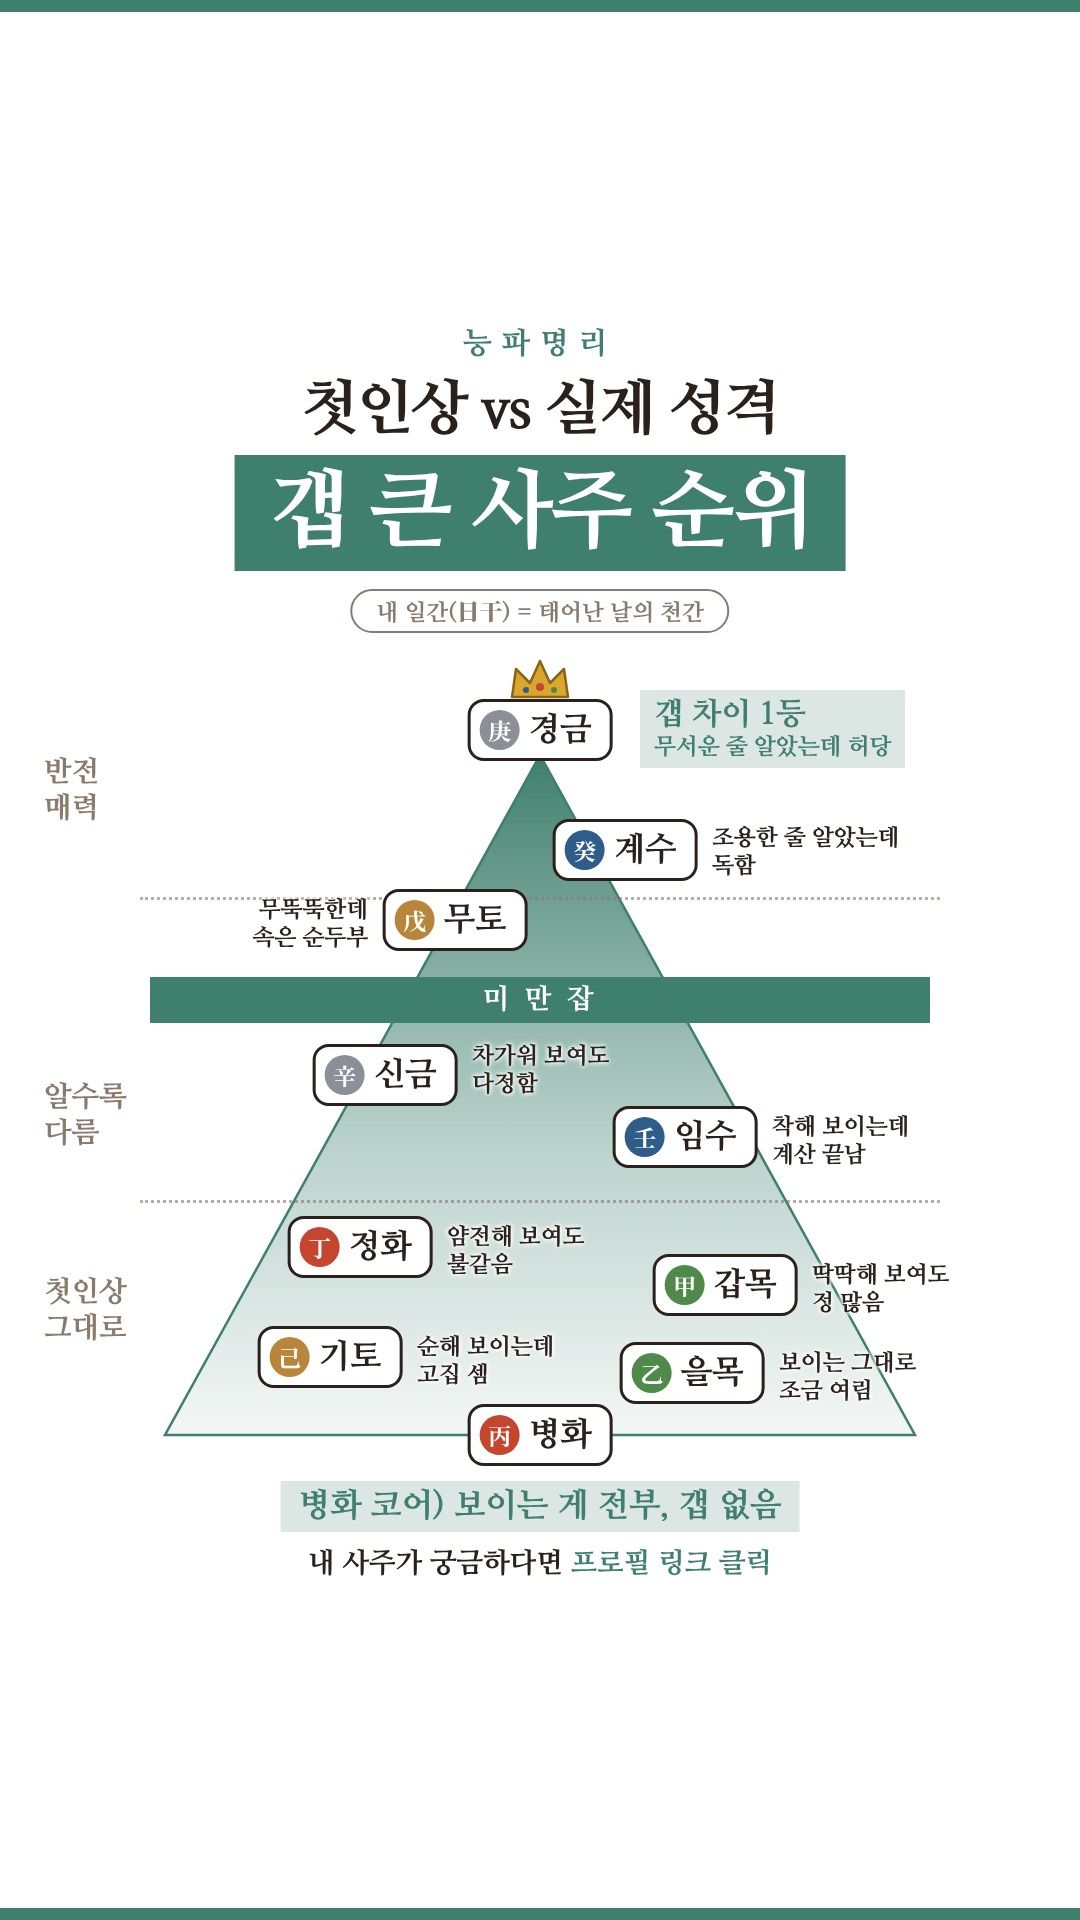 능파명리
첫인상 vs 실제 성격
갭 큰 사주 순위
내 일간(日干) = 태어난 날의 천간
庚 경금
갭 차이 1등
무서운 줄 알았는데 허당
반전
매력
癸 계수
조용한 줄 알았는데
독함
무뚝뚝한데
속은 순두부
戊 무토
미만잡
辛 신금
차가워 보여도
다정함
알수록
다름
壬 임수
착해 보이는데
계산 끝남
丁 정화
얌전해 보여도
불같음
甲 갑목
딱딱해 보여도
정 많음
첫인상
그대로
己 기토
순해 보이는데
고집 셈
乙 을목
보이는 그대로
조금 여림
丙 병화
병화 코어) 보이는 게 전부, 갭 없음
내 사주가 궁금하다면 프로필 링크 클릭